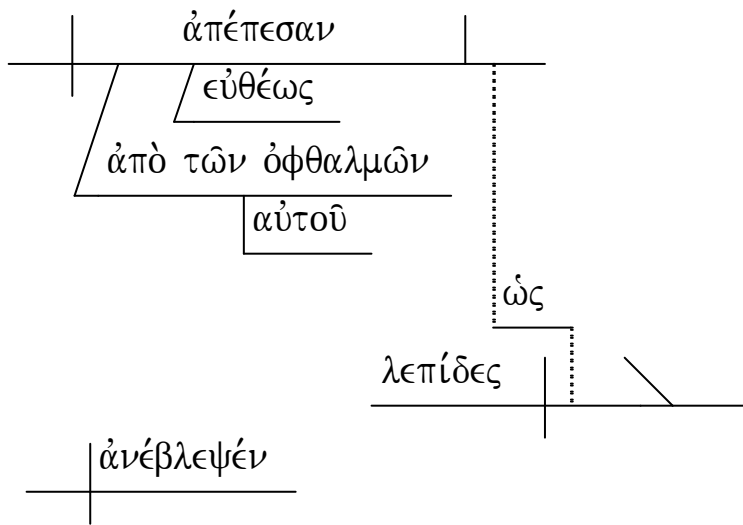 ἀπέπεσαν
εὐθέως
ἀπὸ τῶν ὀφθαλμῶν
αὐτοῦ
ὡς
λεπίδες
ἀνέβλεψέν